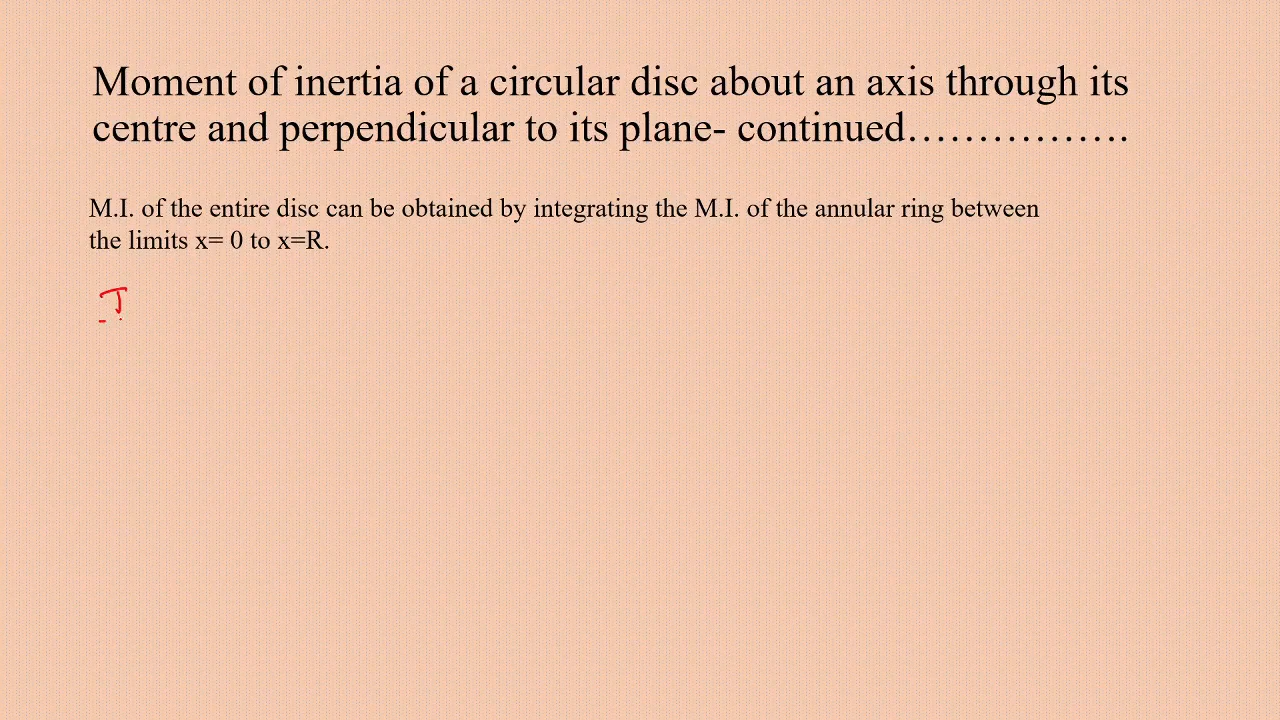 Moment of inertia of a circular disc about an axis through its
centre and perpendicular to its plane- continued…………….
M.I. of the entire disc can be obtained by integrating the M.I. of the annular ring between
the limits x= 0 to x=R.